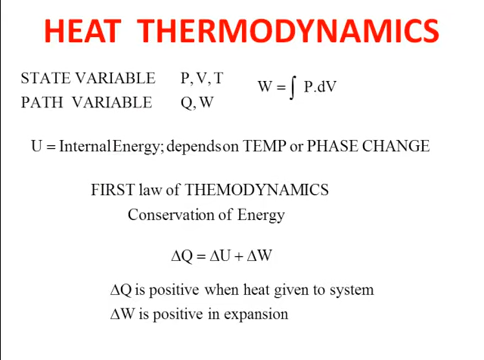 HEAT THERMODYNAMICS
STATE VARIABLE P, V, T W = ∫ P.dV
PATH VARIABLE Q, W
U = Internal Energy; depends on TEMP or PHASE CHANGE
FIRST law of THEMODYNAMICS
Conservation of Energy
ΔQ = ΔU + ΔW
ΔQ is positive when heat given to system
ΔW is positive in expansion